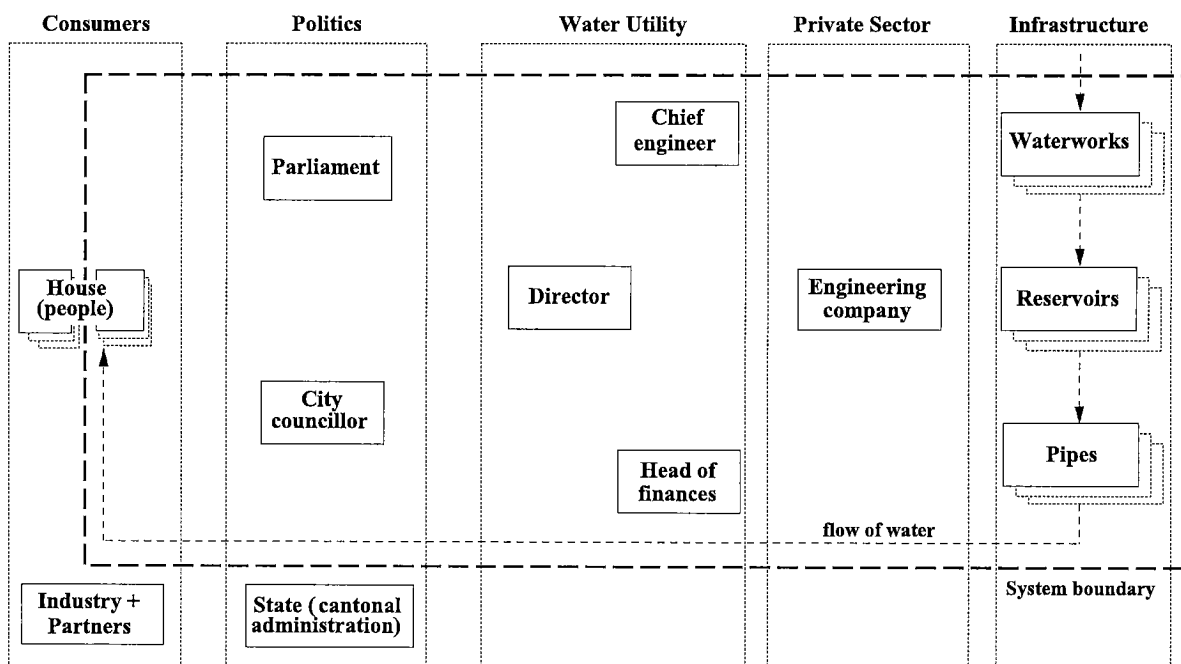 Consumers
Politics
Water Utility
Private Sector
Infrastructure
Chief
engineer
Waterworks
Parliament
House
(people)
Director
Engineering
company
Reservoirs
City
councillor
Pipes
Head of
finances
flow of water
System boundary
Industry +
Partners
State (cantonal
administration)